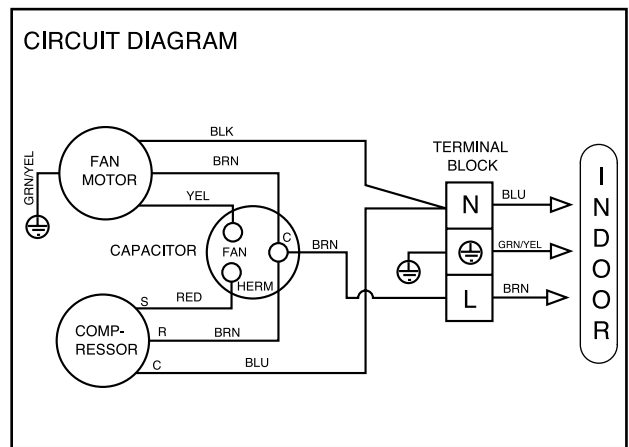 CIRCUIT DIAGRAM
BLK
TERMINAL
BLOCK
FAN
MOTOR
BRN
GRN/YEL
YEL
N
BLU
CAPACITOR
FAN
C
BRN
GRN/YEL
HERM
S
RED
L
BRN
COMP-
RESSOR
R
BRN
C
BLU
INDOOR